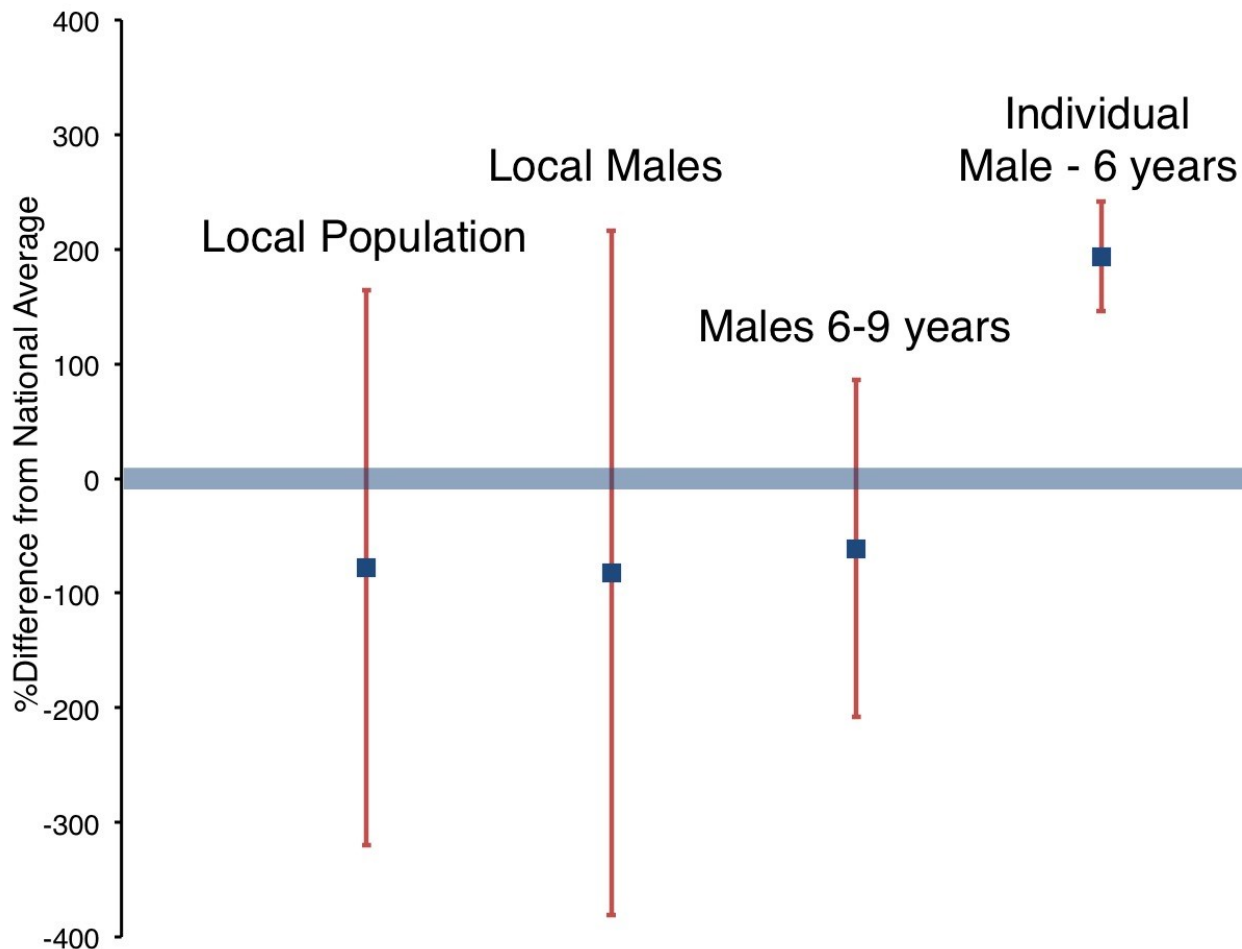 400
300
200
100
0
-100
-200
-300
-400
%Difference from National Average
Local Population
Local Males
Males 6-9 years
Individual
Male - 6 years